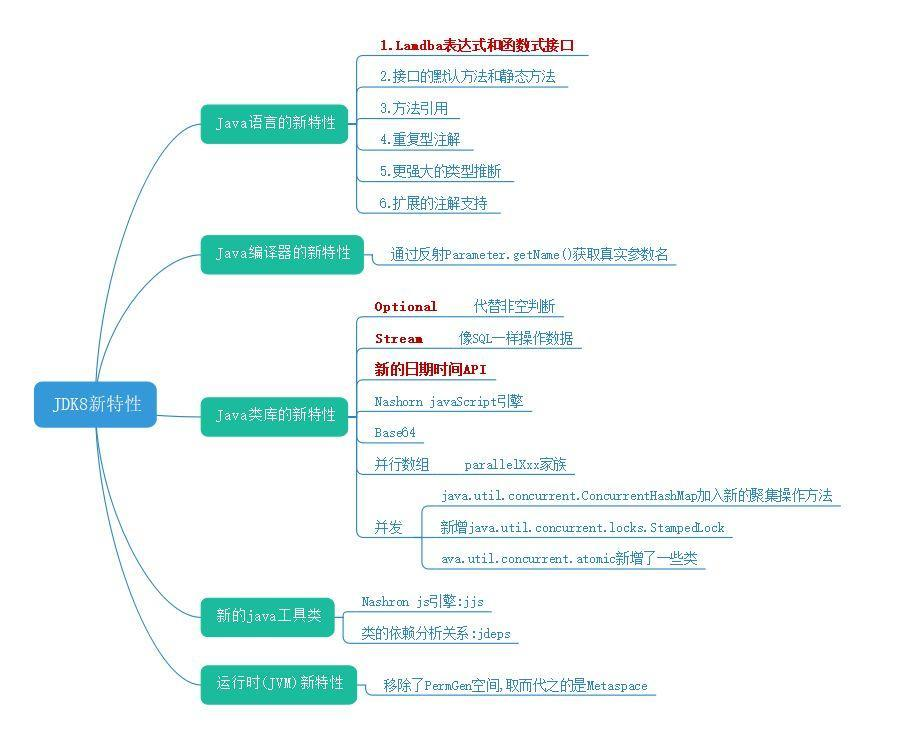 1.Lamdba表达式和函数式接口
2.接口的默认方法和静态方法
Java语言的新特性
3.方法引用
4.重复型注解
5.更强大的类型推断
6.扩展的注解支持
Java编译器的新特性
通过反射Parameter.getName()获取真实参数名
Optional 代替非空判断
Stream 像SQL一样操作数据
新的日期时间API
JDK8新特性
Java类库的新特性
Nashorn javaScript引擎
Base64
并行数组 parallelXxx家族
并发
java.util.concurrent.ConcurrentHashMap加入新的聚集操作方法
新增java.util.concurrent.locks.StampedLock
ava.util.concurrent.atomic新增了一些类
新的java工具类
Nashron js引擎:jjs
类的依赖分析关系:jdeps
运行时(JVM)新特性
移除了PermGen空间,取而代之的是Metaspace